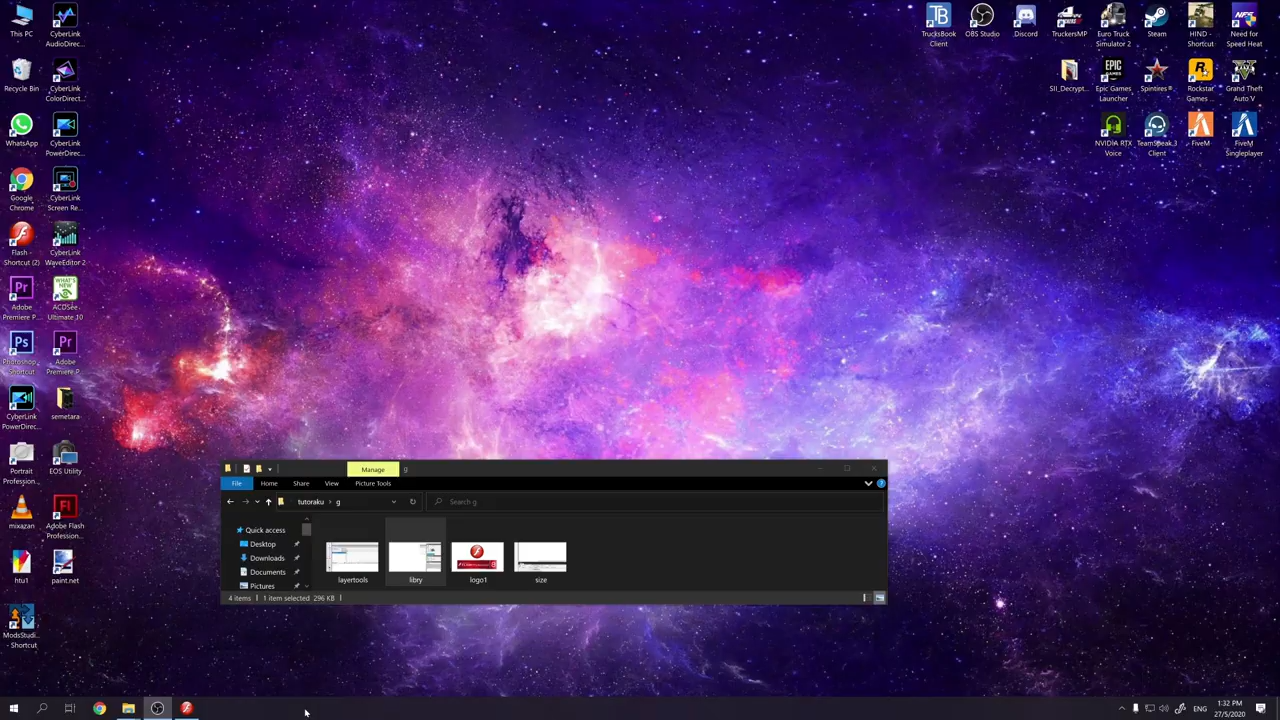 This PC
CyberLink
AudioDirec...
Recycle Bin
CyberLink
ColorDirect...
WhatsApp
CyberLink
PowerDirec...
Google
Chrome
CyberLink
Screen Re...
Flash -
Shortcut (2)
CyberLink
WaveEditor 2
Adobe
Premiere P...
WHAT'S
NEW
ACDSee
Ultimate 10
Photoshop
Shortcut
Adobe
Premiere P...
CyberLink
PowerDirec...
semetara
Portrait
Profession...
EOS Utility
mixazan
Adobe Flash
Profession...
htu1
paint.net
ModsStudi...
- Shortcut
TrucksBook
Client
OBS Studio
Discord
TruckersMP
Euro Truck
Simulator 2
Steam
HIND -
Shortcut
Need for
Speed Heat
SII_Decrypt...
Epic Games
Launcher
Spintires®...
Rockstar
Games ...
Grand Theft
Auto V
NVIDIA RTX
Voice
TeamSpeak 3
Client
FiveM
FiveM
Singleplayer
Manage
g
File
Home
Share
View
Picture Tools
tutoraku
g
Search g
Quick access
Desktop
Downloads
Documents
Pictures
layertools
libry
logo1
size
4 items
1 item selected 296 KB
ENG
1:32 PM
27/5/2020